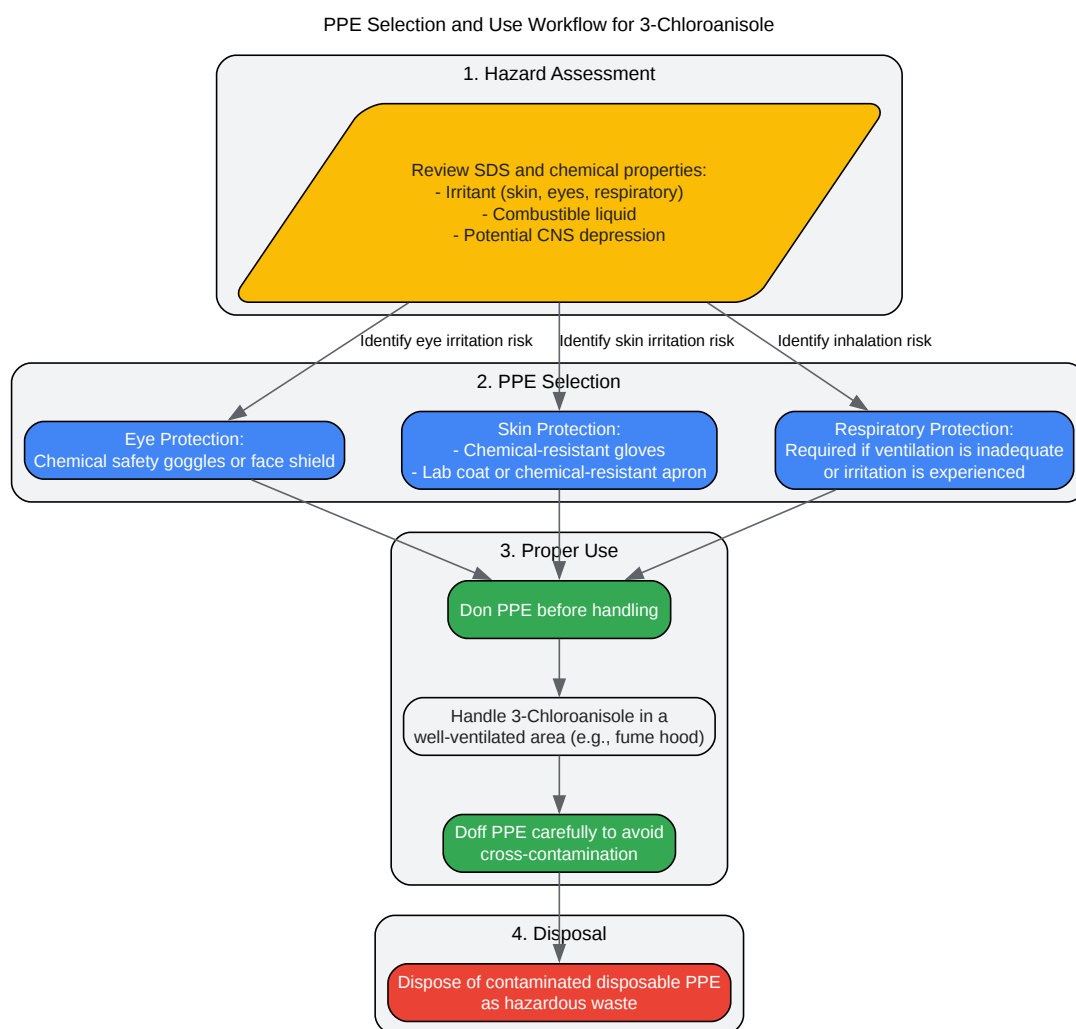 PPE Selection and Use Workflow for 3-Chloroanisole
1. Hazard Assessment
Review SDS and chemical properties:
- Irritant (skin, eyes, respiratory)
- Combustible liquid
- Potential CNS depression
Identify eye irritation risk
Identify skin irritation risk
Identify inhalation risk
2. PPE Selection
Eye Protection:
Chemical safety goggles or face shield
Skin Protection:
- Chemical-resistant gloves
- Lab coat or chemical-resistant apron
Respiratory Protection:
Required if ventilation is inadequate
or irritation is experienced
3. Proper Use
Don PPE before handling
Handle 3-Chloroanisole in a
well-ventilated area (e.g., fume hood)
Doff PPE carefully to avoid
cross-contamination
4. Disposal
Dispose of contaminated disposable PPE
as hazardous waste